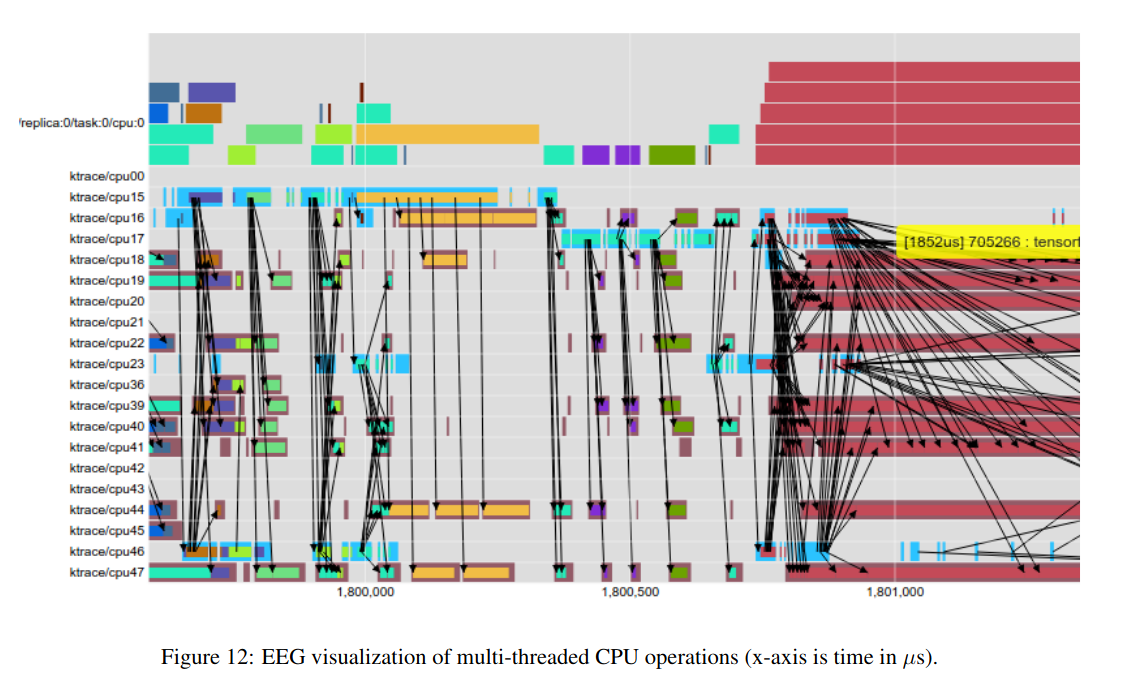 /replica:0/task:0/cpu:0
ktrace/cpu00
ktrace/cpu15
ktrace/cpu16
ktrace/cpu17
[1852us] 705266 : tensorf
ktrace/cpu18
ktrace/cpu19
ktrace/cpu20
ktrace/cpu21
ktrace/cpu22
ktrace/cpu23
ktrace/cpu36
ktrace/cpu39
ktrace/cpu40
ktrace/cpu41
ktrace/cpu42
ktrace/cpu43
ktrace/cpu44
ktrace/cpu45
ktrace/cpu46
ktrace/cpu47
1,800,000 1,800,500 1,801,000
Figure 12: EEG visualization of multi-threaded CPU operations (x-axis is time in μs).